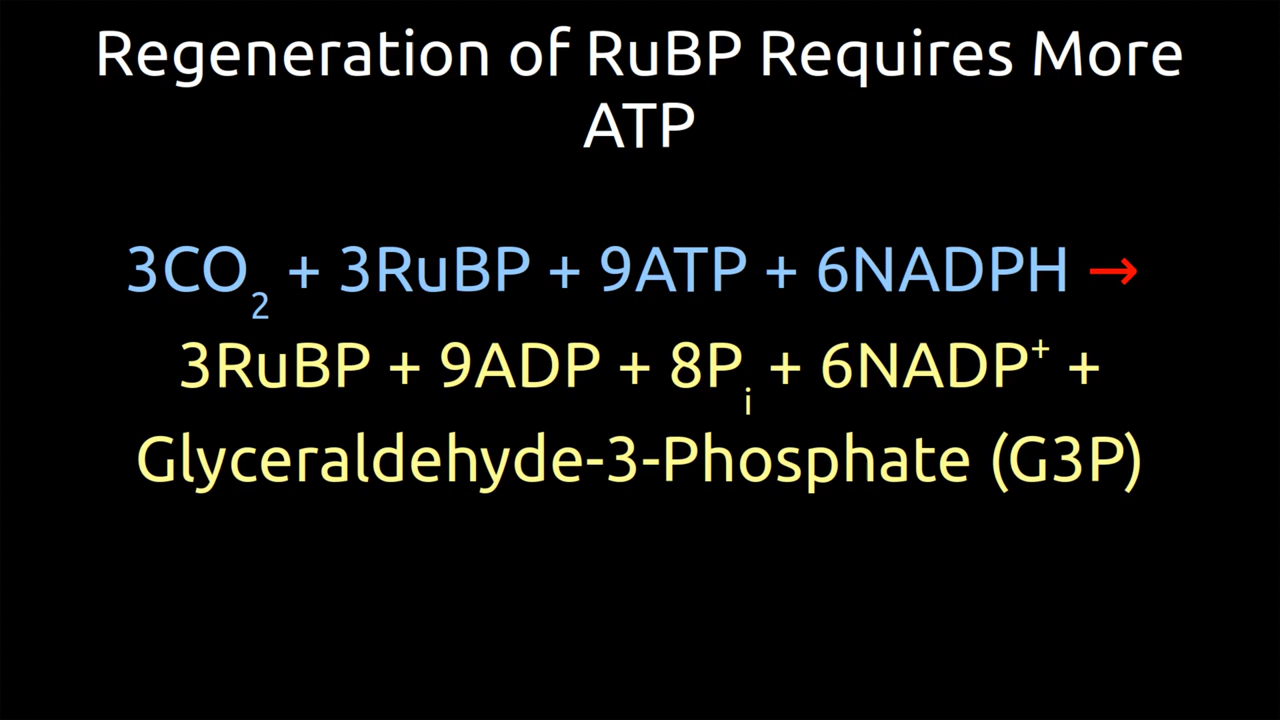 Regeneration of RuBP Requires More
ATP
3CO₂ + 3RuBP + 9ATP + 6NADPH →
3RuBP + 9ADP + 8Pᵢ + 6NADP⁺ +
Glyceraldehyde-3-Phosphate (G3P)